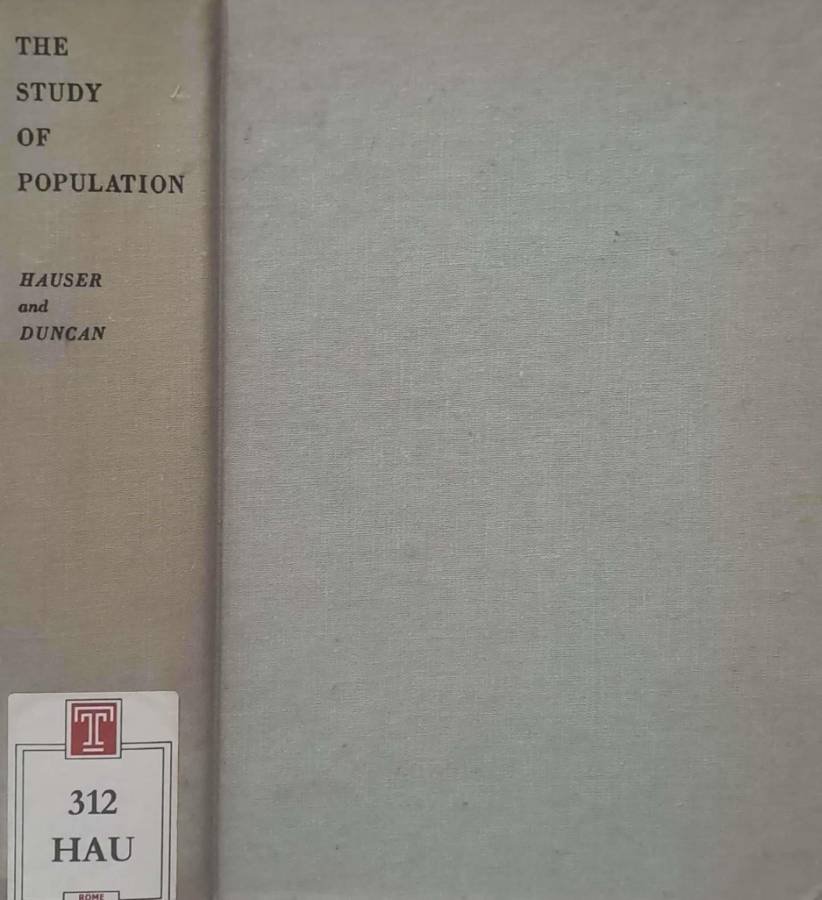 THE
STUDY
OF
POPULATION
HAUSER
and
DUNCAN
T
312
HAU
ROME